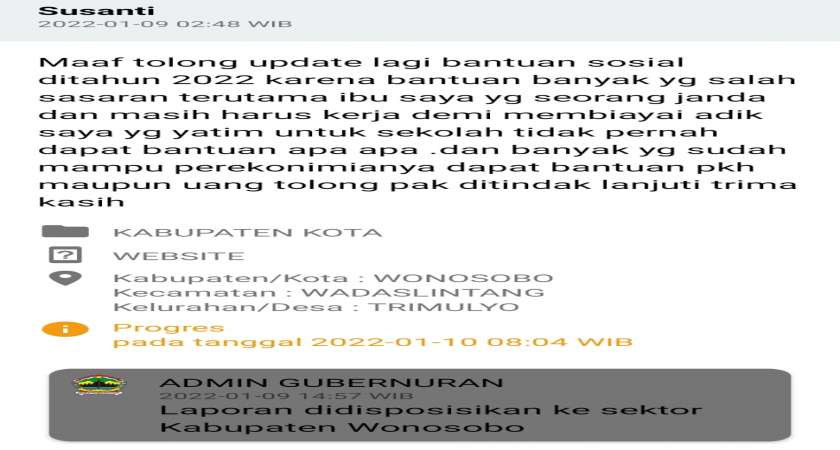 Susanti
2022-01-09 02:48 WIB
Maaf tolong update lagi bantuan sosial
ditahun 2022 karena bantuan banyak yg salah
sasaran terutama ibu saya yg seorang janda
dan masih harus kerja demi membiayai adik
saya yg yatim untuk sekolah tidak pernah
dapat bantuan apa apa .dan banyak yg sudah
mampu perekonimianya dapat bantuan pkh
maupun uang tolong pak ditindak lanjuti trima
kasih
KABUPATEN KOTA
WEBSITE
Kabupaten/Kota : WONOSOBO
Kecamatan : WADASLINTANG
Kelurahan/Desa : TRIMULYO
Progres
pada tanggal 2022-01-10 08:04 WIB
ADMIN GUBERNURAN
2022-01-09 14:57 WIB
Laporan didisposisikan ke sektor
Kabupaten Wonosobo